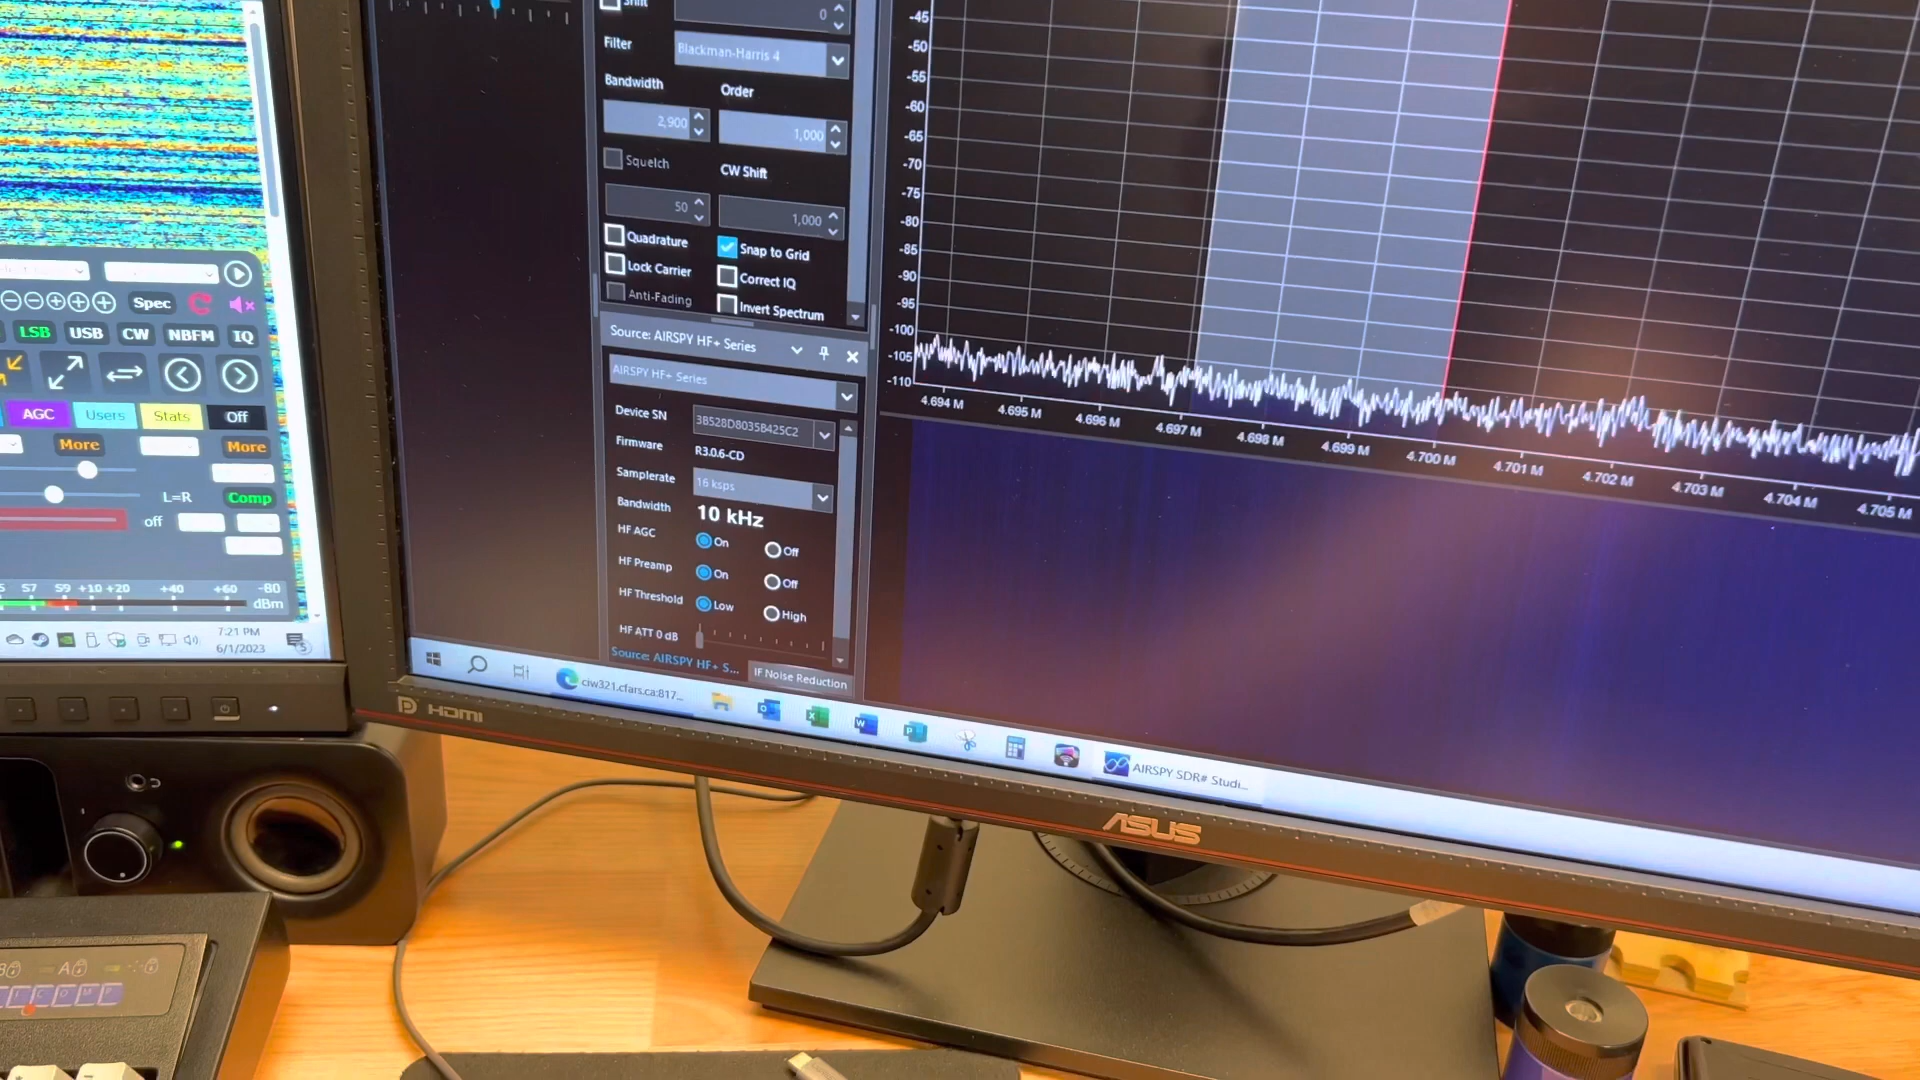 Spec
LSB USB CW NBFM IQ
AGC Users Stats Off
More More
L=R Comp
off
S7 S9 +10 +20 +40 +60 -80
dBm
7:21 PM
6/1/2023
5
0
Filter Blackman-Harris 4
Bandwidth Order
2,900 1,000
Squelch CW Shift
50 1,000
Quadrature Snap to Grid
Lock Carrier Correct IQ
Anti-Fading Invert Spectrum
Source: AIRSPY HF+ Series
AIRSPY HF+ Series
Device SN 3B528D8035B425C2
Firmware R3.0.6-CD
Samplerate 16 ksps
Bandwidth 10 kHz
HF AGC On Off
HF Preamp On Off
HF Threshold Low High
HF ATT 0 dB
Source: AIRSPY HF+ S... IF Noise Reduction
-45
-50
-55
-60
-65
-70
-75
-80
-85
-90
-95
-100
-105
-110
4.694 M 4.695 M 4.696 M 4.697 M 4.698 M 4.699 M 4.700 M 4.701 M 4.702 M 4.703 M 4.704 M 4.705 M
ciw321.cfars.ca:817...
AIRSPY SDR# Studi...
HDMI
ASUS
A